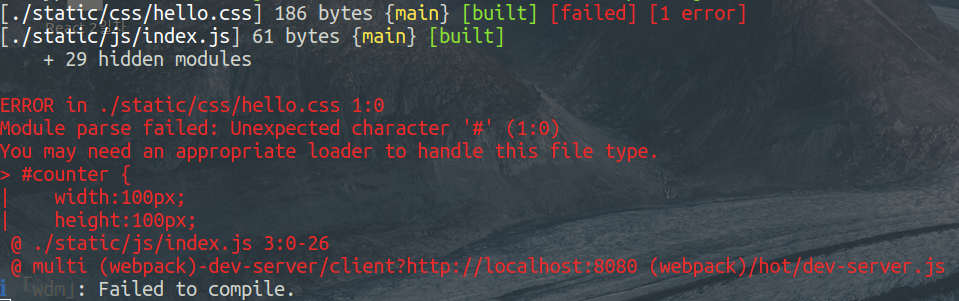 [./static/css/hello.css] 186 bytes {main} [built] [failed] [1 error]
[./static/js/index.js] 61 bytes {main} [built]
    + 29 hidden modules

ERROR in ./static/css/hello.css 1:0
Module parse failed: Unexpected character '#' (1:0)
You may need an appropriate loader to handle this file type.
> #counter {
|    width:100px;
|    height:100px;
 @ ./static/js/index.js 3:0-26
 @ multi (webpack)-dev-server/client?http://localhost:8080 (webpack)/hot/dev-server.js
i 「wdm」: Failed to compile.